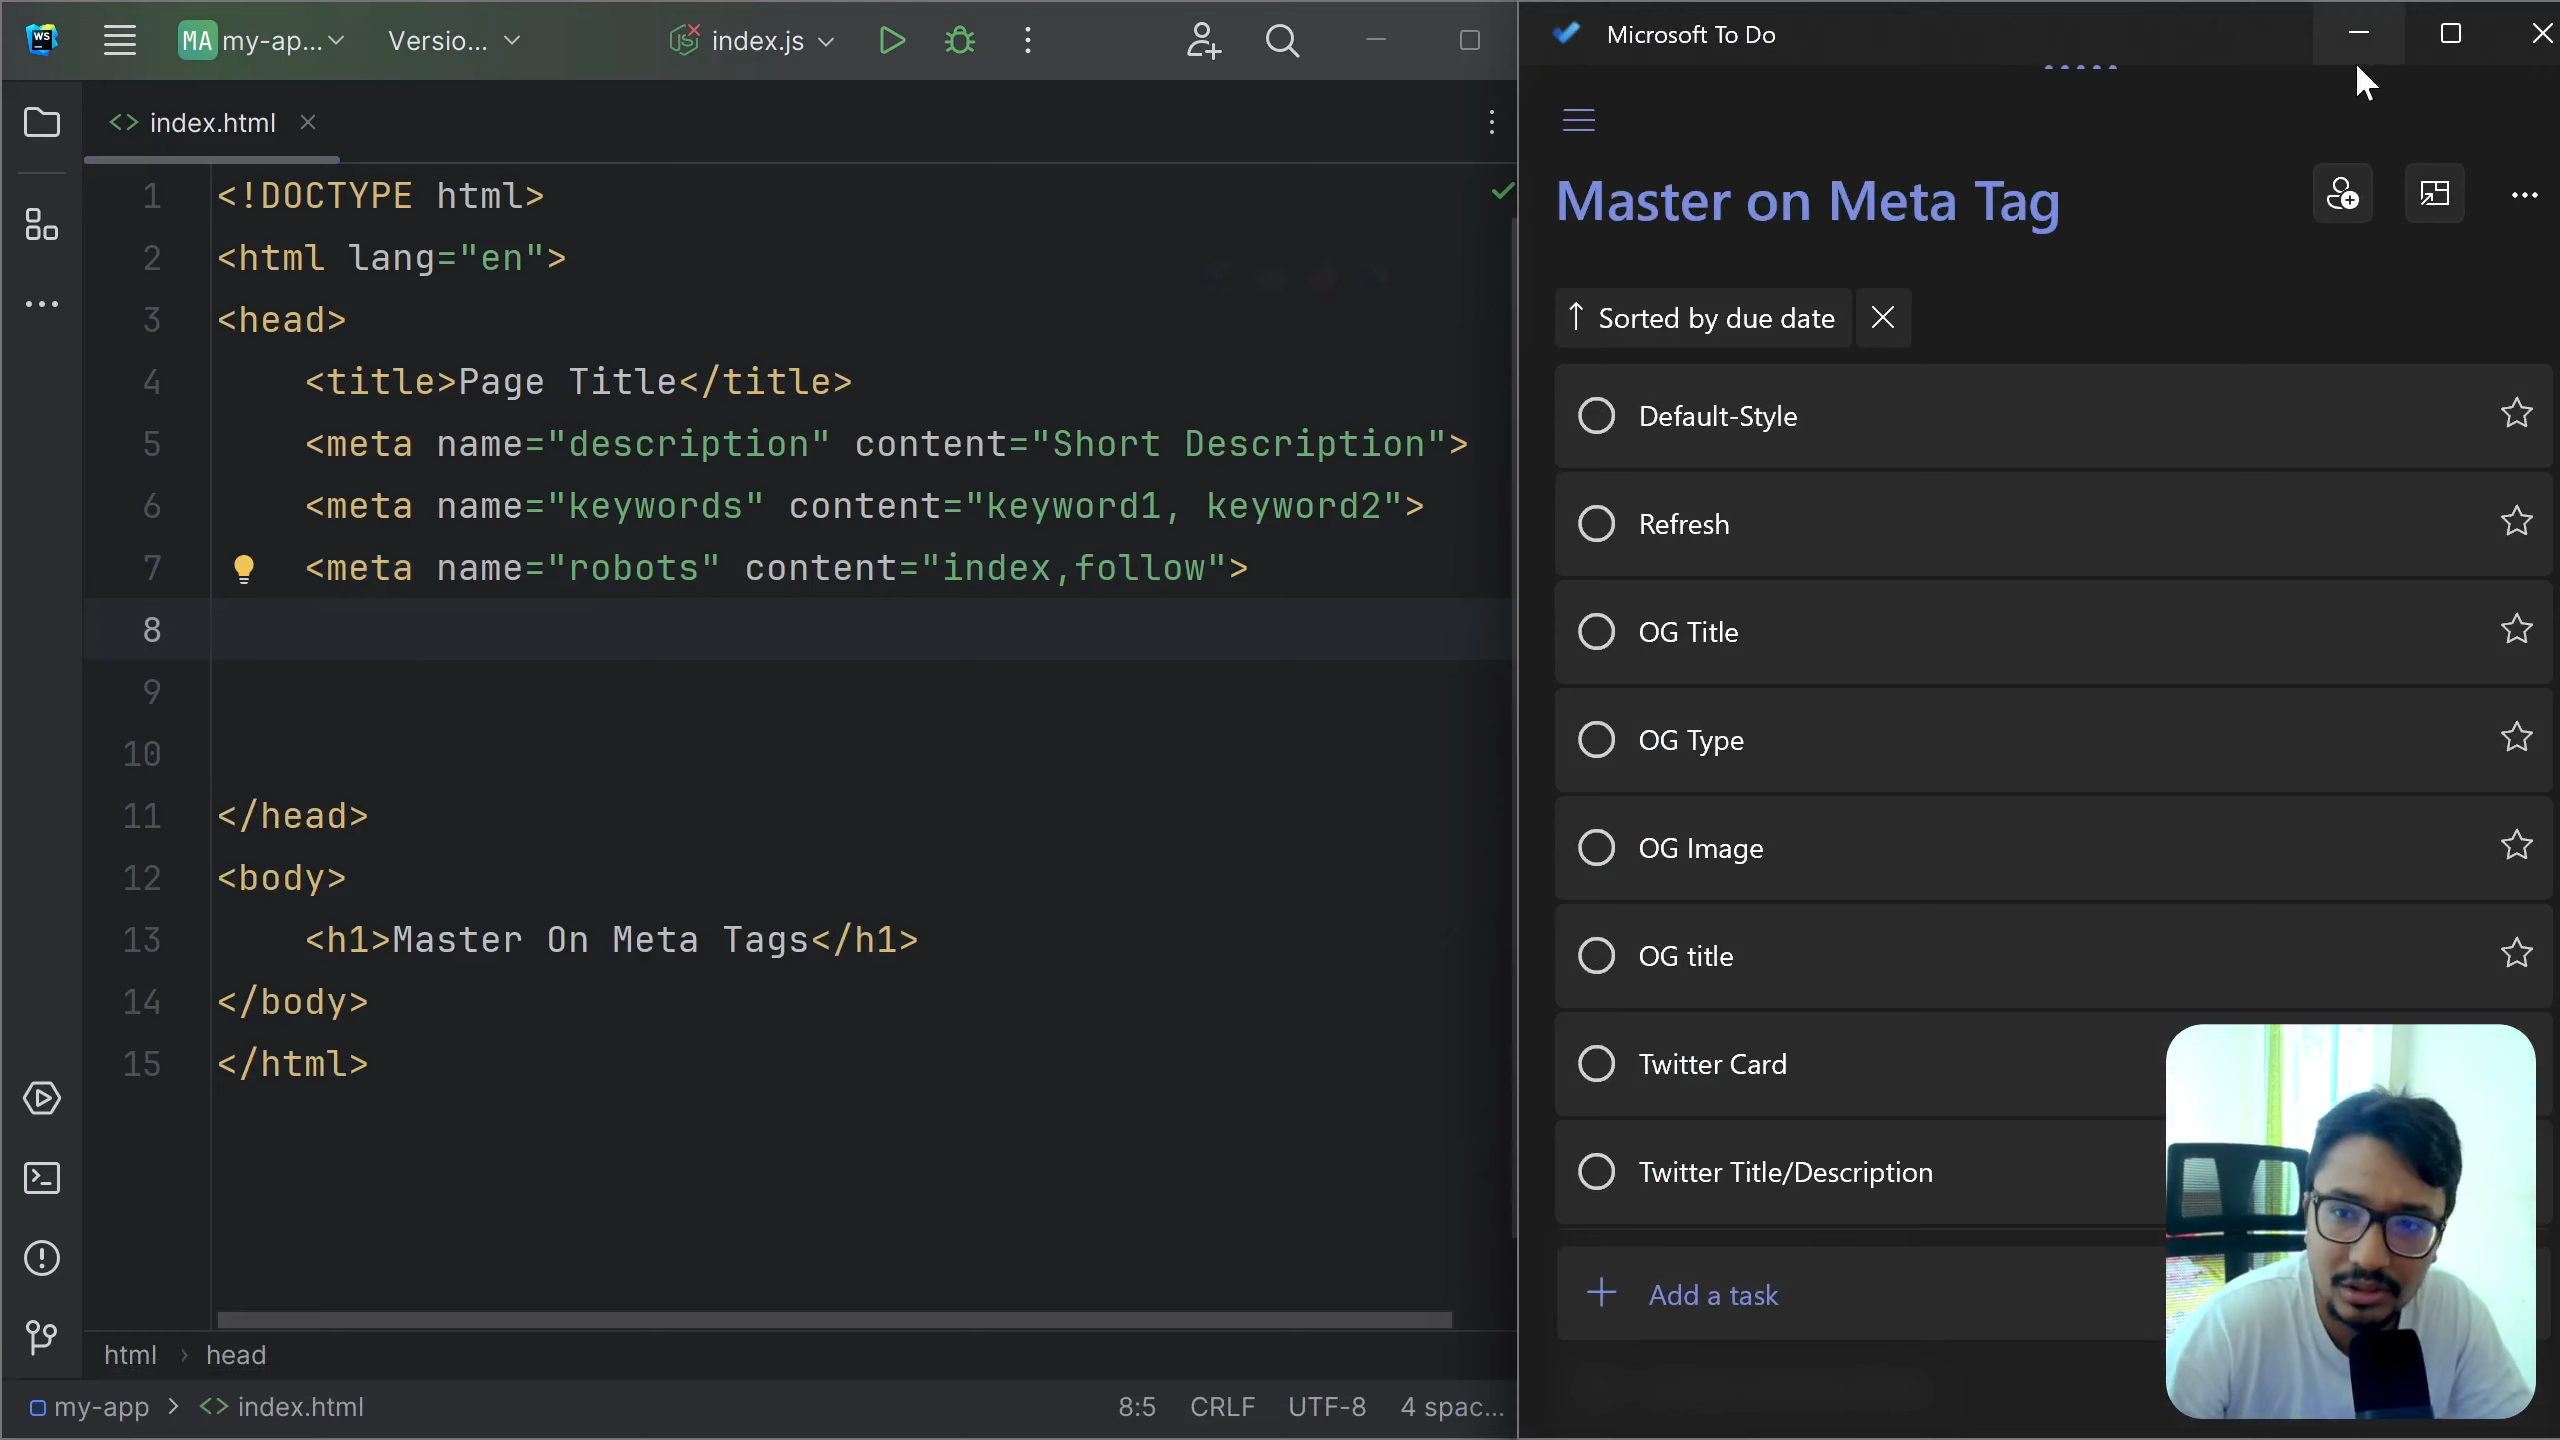 WS
MA my-ap...
Versio...
index.js
index.html
1 <!DOCTYPE html>
2 <html lang="en">
3 <head>
4 <title>Page Title</title>
5 <meta name="description" content="Short Description">
6 <meta name="keywords" content="keyword1, keyword2">
7 <meta name="robots" content="index,follow">
8
9
10
11 </head>
12 <body>
13 <h1>Master On Meta Tags</h1>
14 </body>
15 </html>
html › head
my-app > index.html
8:5 CRLF UTF-8 4 spac...
Microsoft To Do
Master on Meta Tag
Sorted by due date
Default-Style
Refresh
OG Title
OG Type
OG Image
OG title
Twitter Card
Twitter Title/Description
Add a task